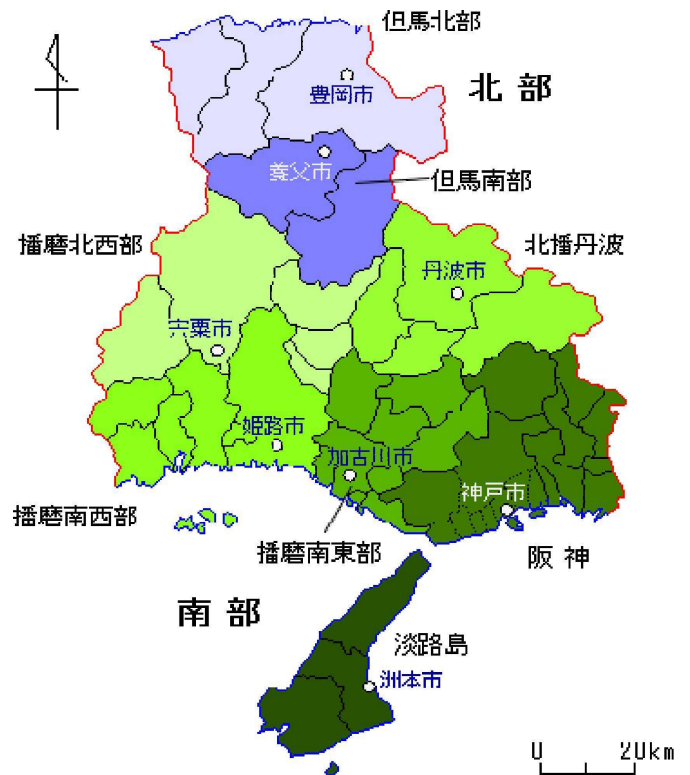 但馬北部
豊岡市
北部
養父市
但馬南部
播磨北西部
北播丹波
丹波市
宍粟市
姫路市
加古川市
神戸市
播磨南西部
播磨南東部
阪神
南部
淡路島
洲本市
0 20km